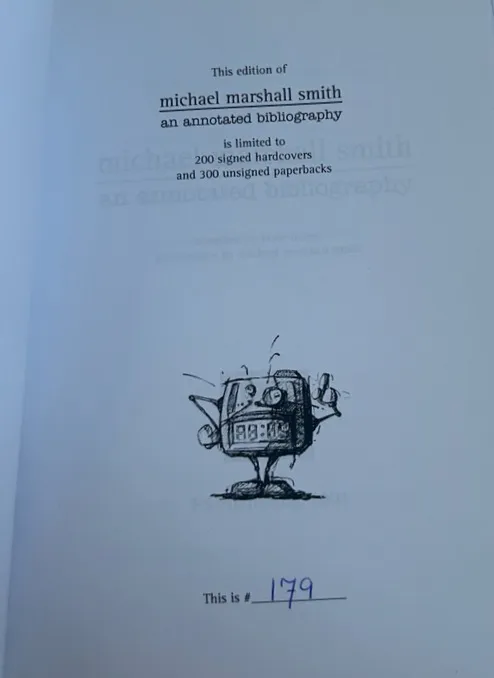 This edition of
michael marshall smith
an annotated bibliography
is limited to
200 signed hardcovers
and 300 unsigned paperbacks
This is # 179